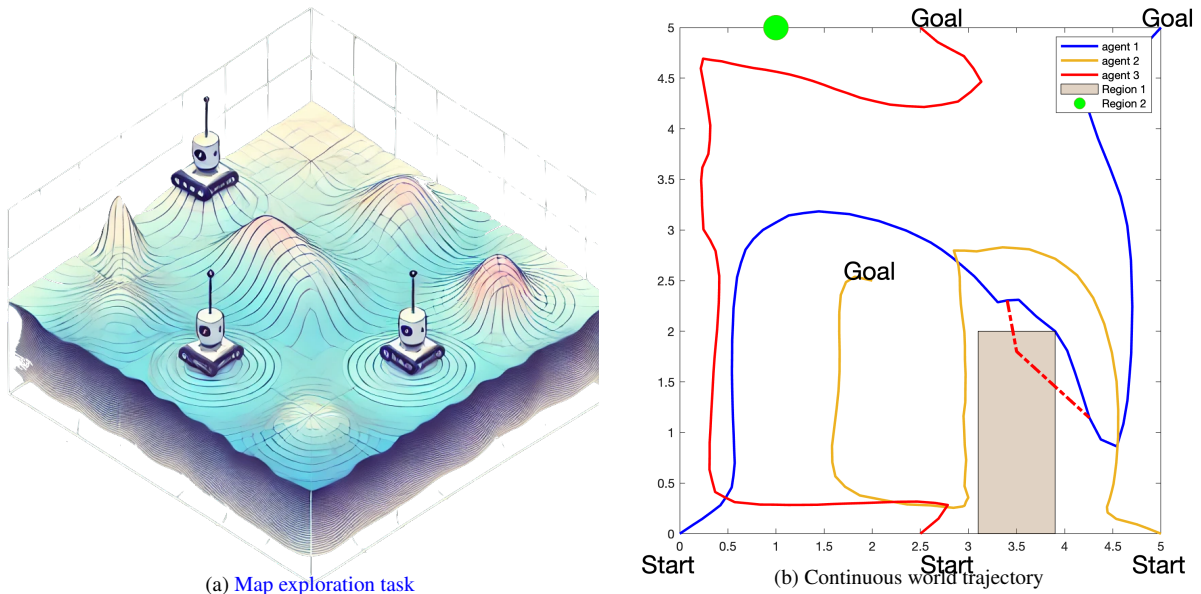 Goal
Goal
5
4.5
4
3.5
3
2.5
2
1.5
1
0.5
0
agent 1
agent 2
agent 3
Region 1
Region 2
Goal
0 0.5 1 1.5 2 2.5 3 3.5 4 4.5 5
Start
Start
Start
(a) Map exploration task
(b) Continuous world trajectory